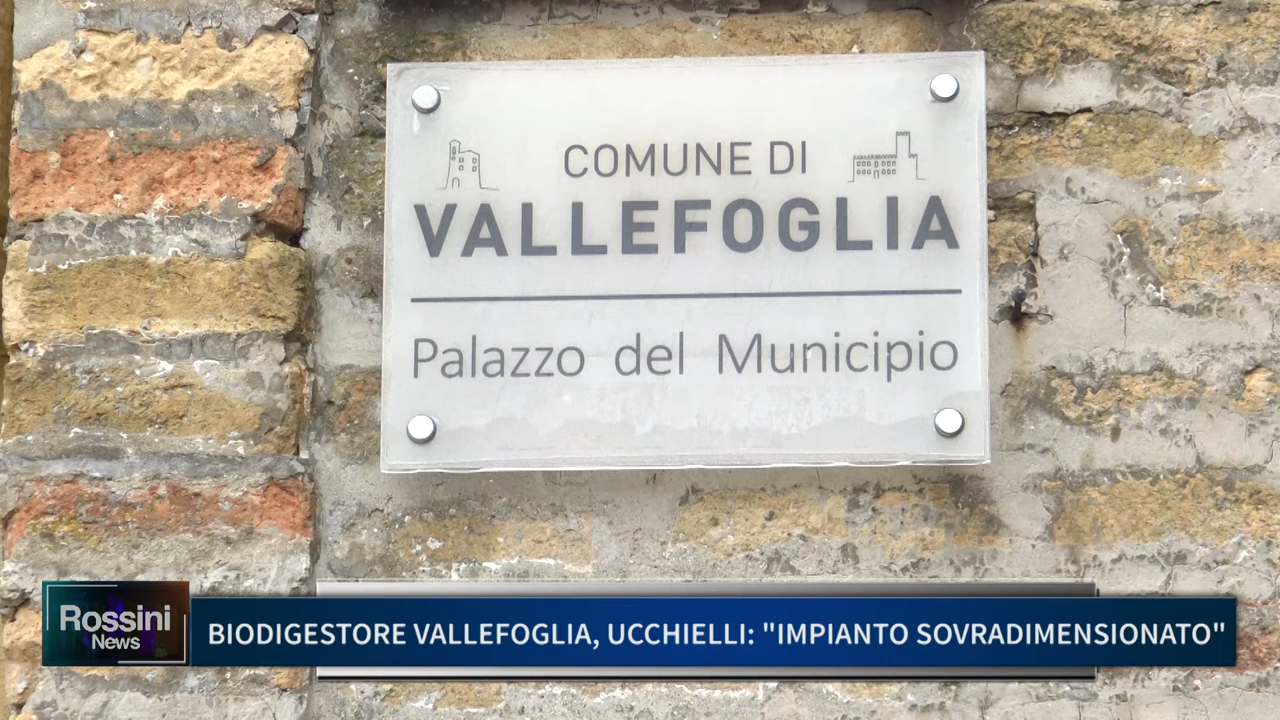 COMUNE DI
VALLEFOGLIA
Palazzo del Municipio
Rossini
News
BIODIGESTORE VALLEFOGLIA, UCCHIELLI: "IMPIANTO SOVRADIMENSIONATO"